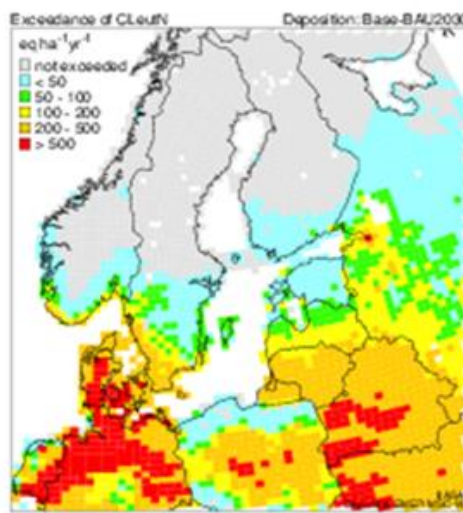 Exceedance of CLeutN
Deposition: Base-BAU2030
eq ha⁻¹yr⁻¹
not exceeded
< 50
50 - 100
100 - 200
200 - 500
> 500